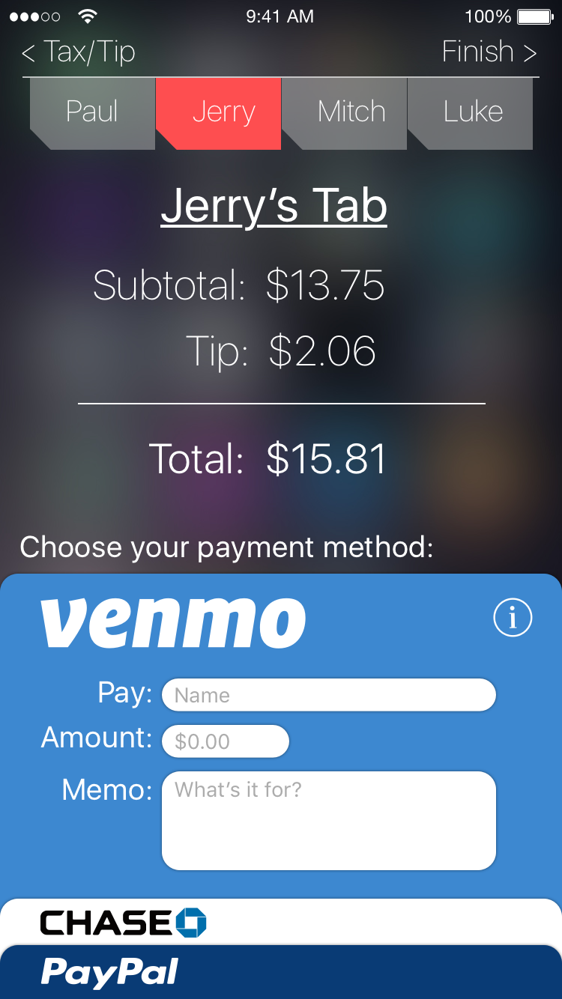 9:41 AM 100%
< Tax/Tip Finish >
Paul Jerry Mitch Luke
Jerry‘s Tab
Subtotal: $13.75
Tip: $2.06
Total: $15.81
Choose your payment method:
venmo i
Pay: Name
Amount: $0.00
Memo: What’s it for?
CHASE
PayPal